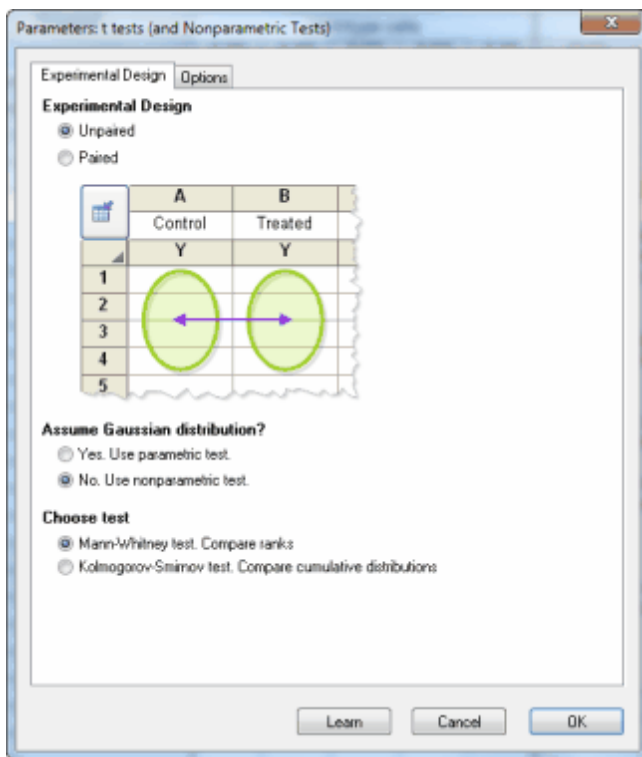 Parameters: t tests (and Nonparametric Tests)
Experimental Design Options
Experimental Design
Unpaired
Paired
A B
Control Treated
Y Y
1
2
3
4
5
Assume Gaussian distribution?
Yes. Use parametric test.
No. Use nonparametric test.
Choose test
Mann-Whitney test. Compare ranks
Kolmogorov-Smirnov test. Compare cumulative distributions
Learn Cancel OK